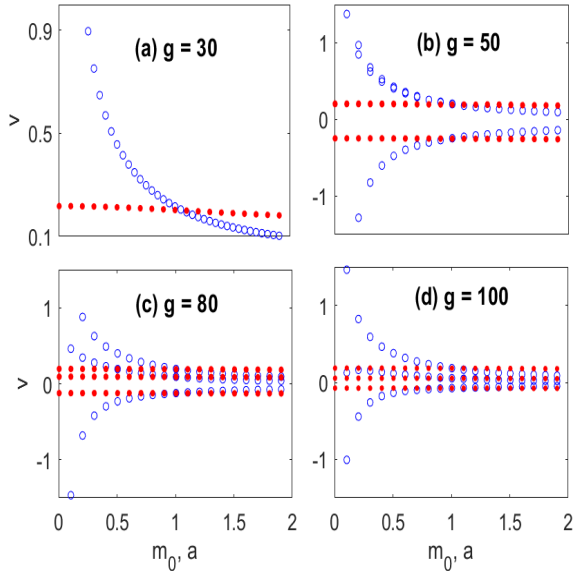 (a) g = 30
0.9
0.5
0.1
v
(b) g = 50
1
0
-1
(c) g = 80
1
0
-1
v
0 0.5 1 1.5 2
m0, a
(d) g = 100
1
0
-1
0 0.5 1 1.5 2
m0, a